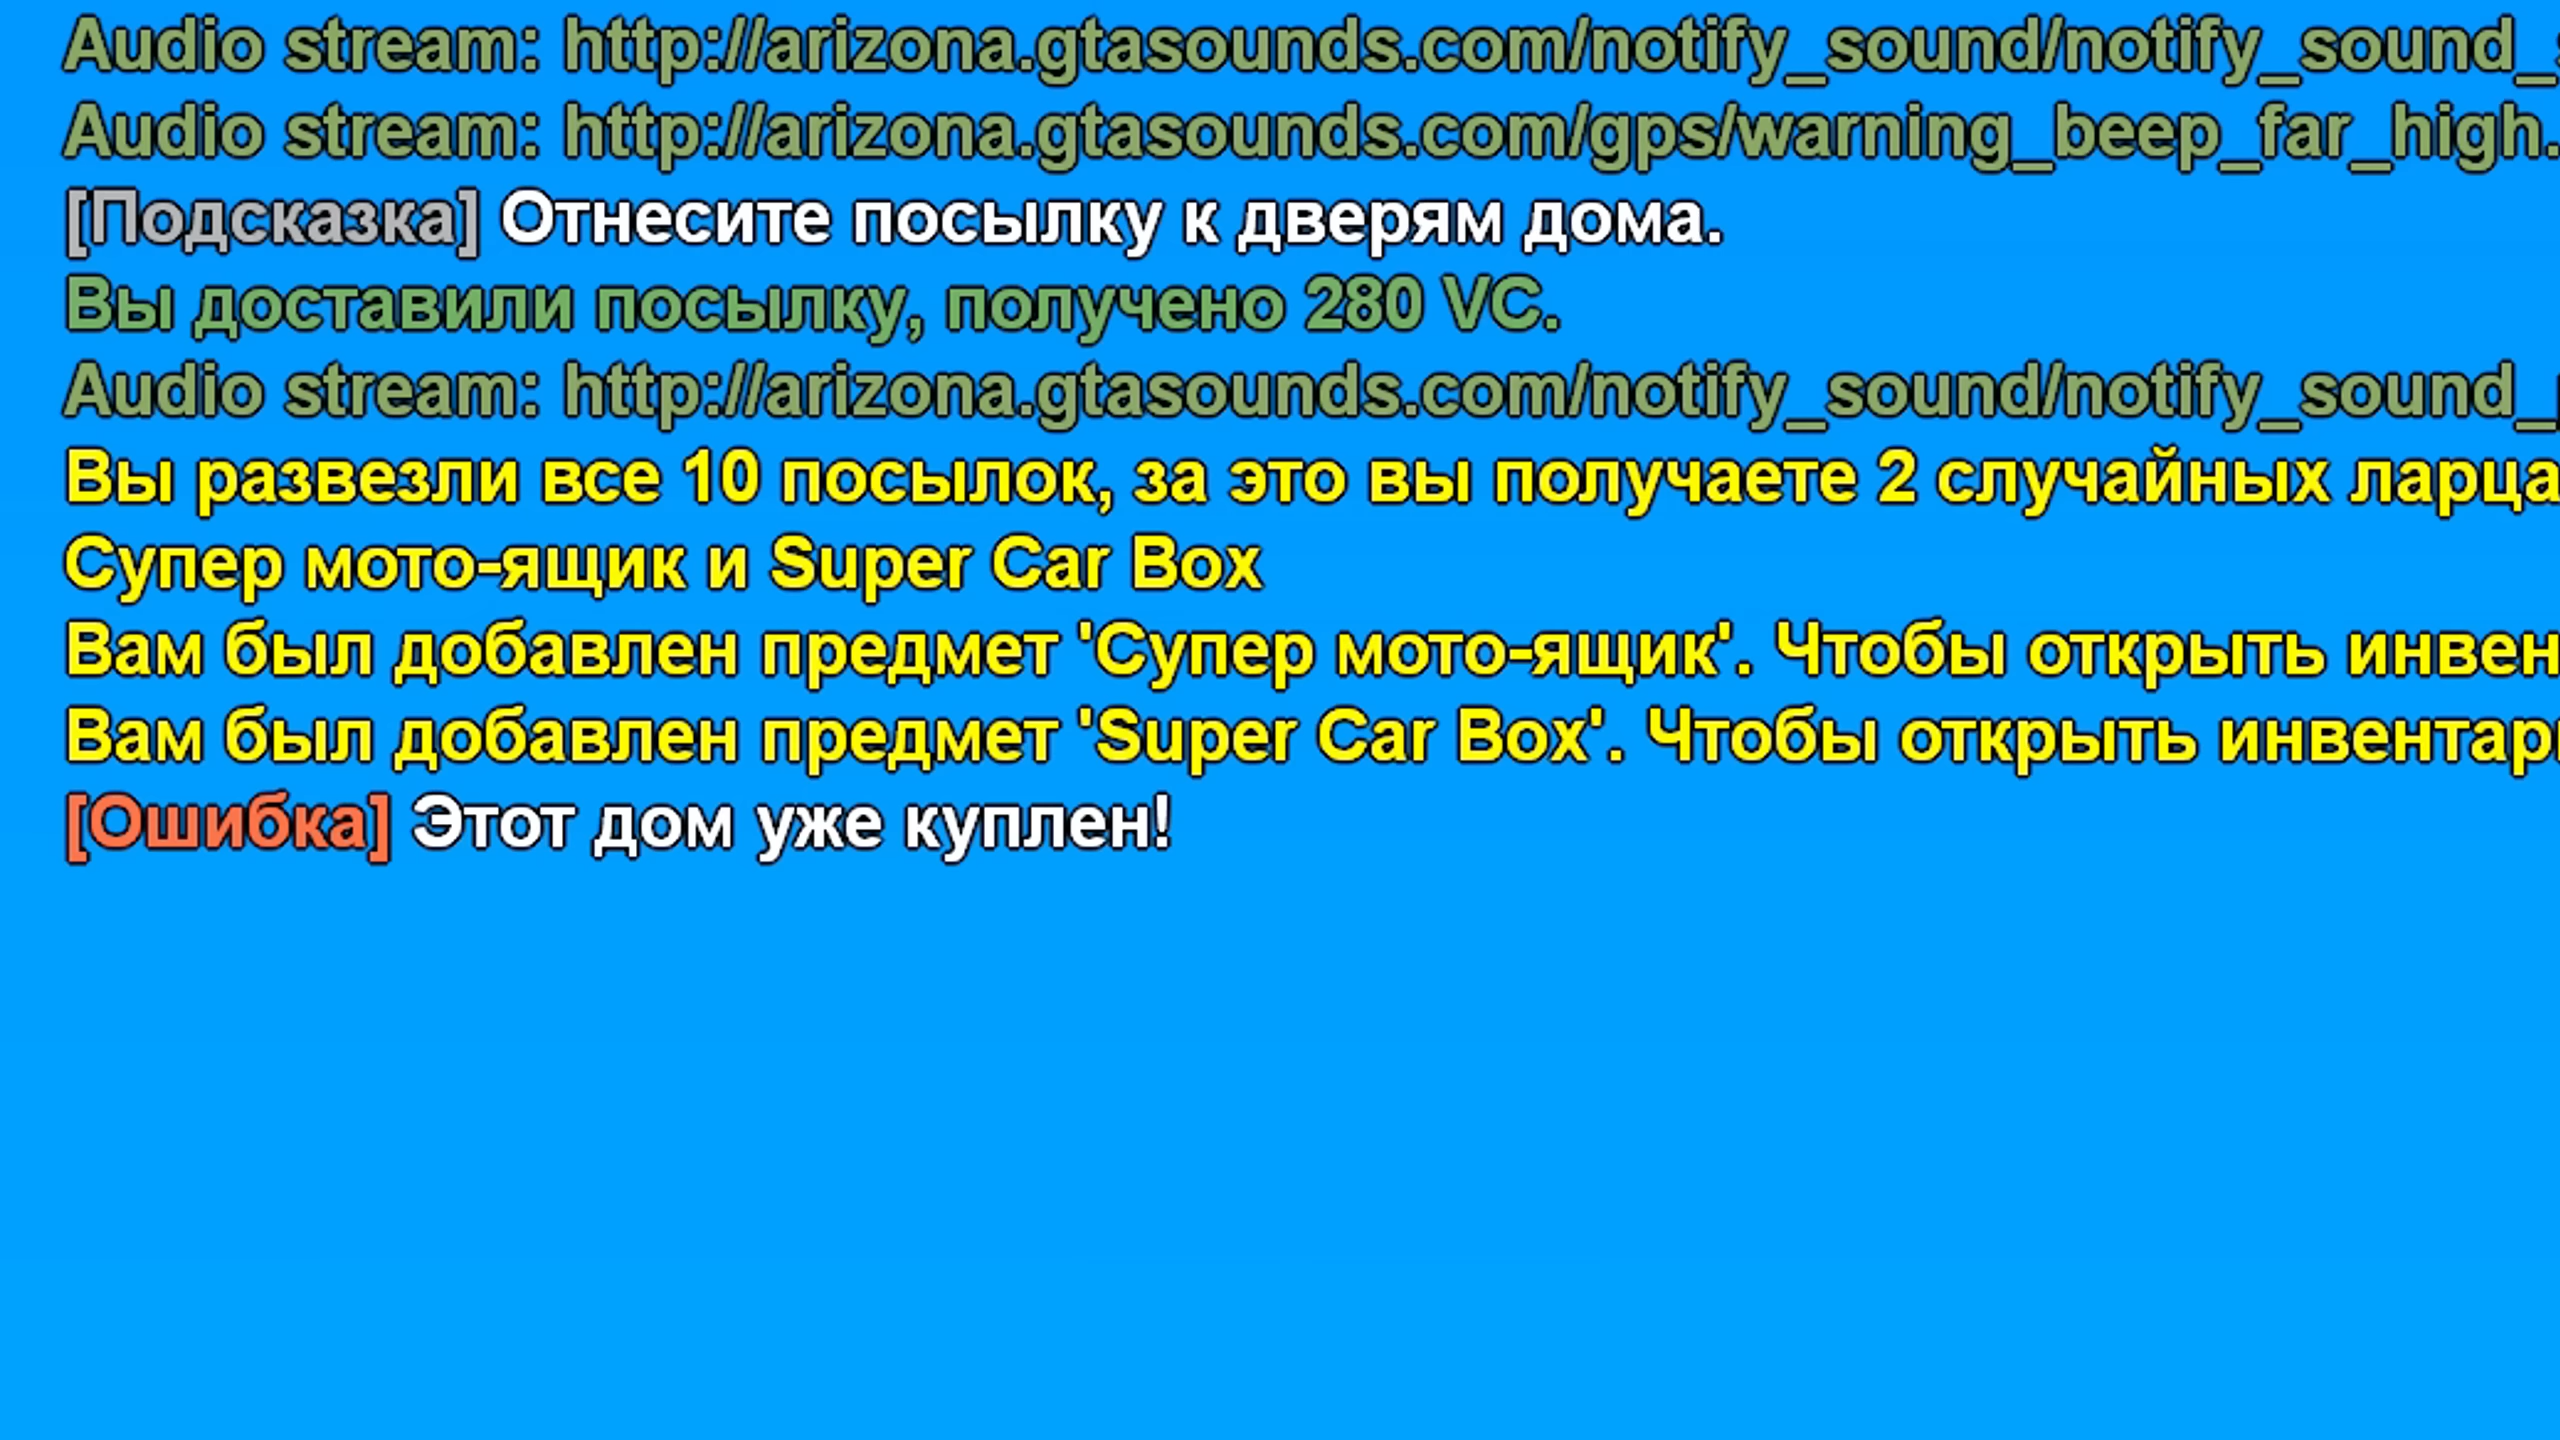 Audio stream: http://arizona.gtasounds.com/notify_sound/notify_sound_
Audio stream: http://arizona.gtasounds.com/gps/warning_beep_far_high.
[Подсказка] Отнесите посылку к дверям дома.
Вы доставили посылку, получено 280 VC.
Audio stream: http://arizona.gtasounds.com/notify_sound/notify_sound_
Вы развезли все 10 посылок, за это вы получаете 2 случайных ларца
Супер мото-ящик и Super Car Box
Вам был добавлен предмет 'Супер мото-ящик'. Чтобы открыть инвен
Вам был добавлен предмет 'Super Car Box'. Чтобы открыть инвентар
[Ошибка] Этот дом уже куплен!